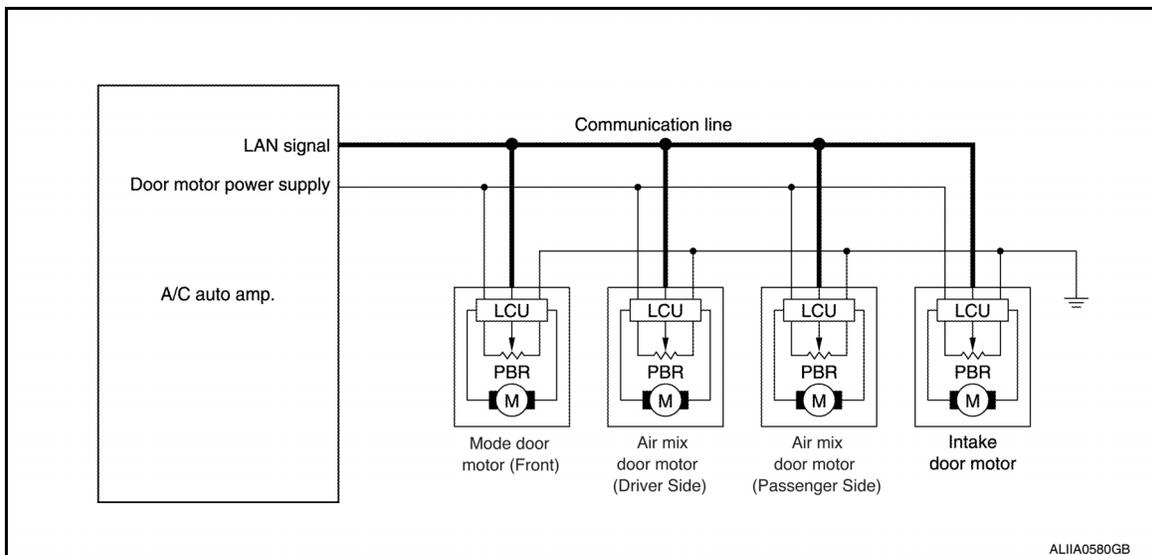 Communication line
LAN signal
Door motor power supply
A/C auto amp.
LCU
LCU
LCU
LCU
PBR
PBR
PBR
PBR
M
M
M
M
Mode door
motor (Front)
Air mix
door motor
(Driver Side)
Air mix
door motor
(Passenger Side)
Intake
door motor
ALIIA0580GB